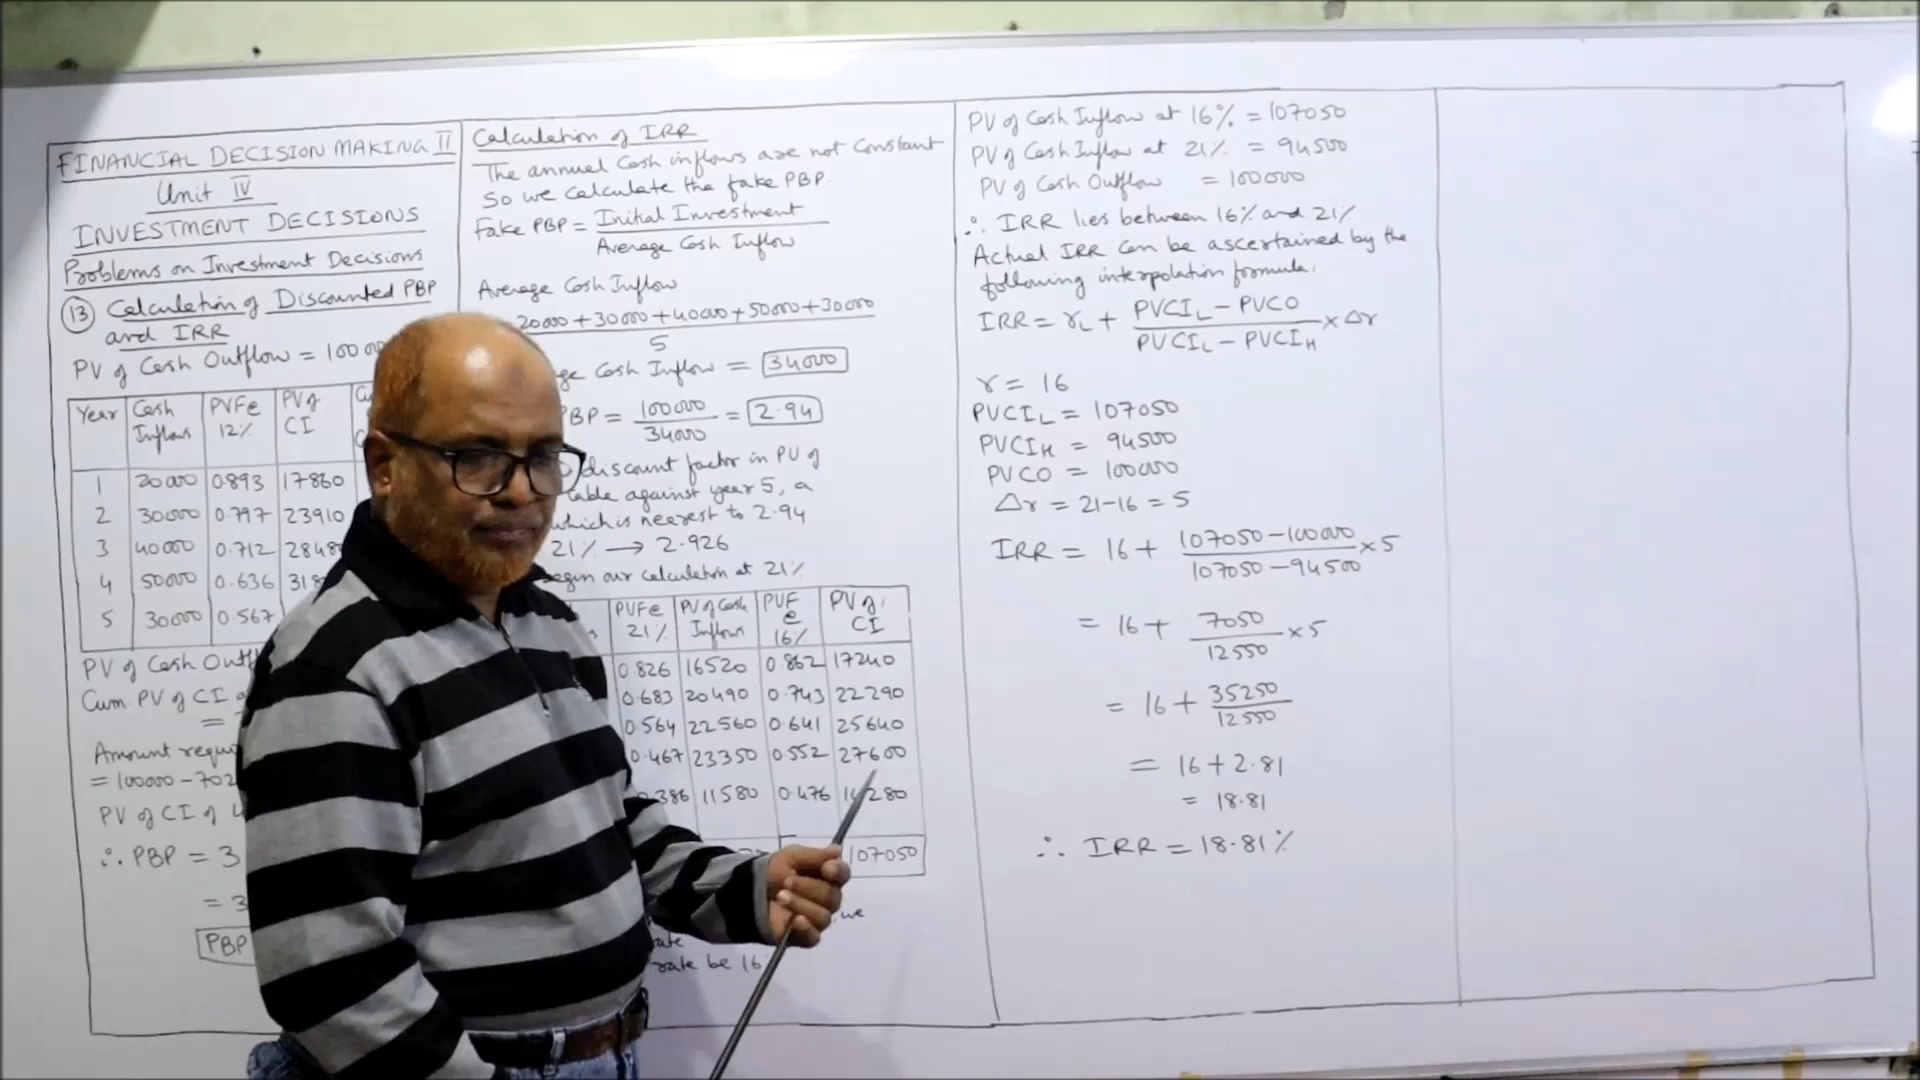 FINANCIAL DECISION MAKING II
Unit IV
INVESTMENT DECISIONS
Problems on Investment Decisions
13 Calculation of Discounted PBP
and IRR
PV of Cash Outflow = 10000
Year Cash Inflows PVFe 12% PV of CI
1 20000 0.893 17860
2 30000 0.797 23910
3 40000 0.712 2848
4 50000 0.636 318
5 30000 0.567
PV of Cash Outf
Cum. PV of CI
=
Amount requ
= 100000 - 702
PV of CI of 4
∴ PBP = 3
= 3
PBP
Calculation of IRR
The annual Cash inflows are not Constant
So we Calculate the fake PBP.
Fake PBP = Initial Investment
Average Cash Inflow
Average Cash Inflow
20000 + 30000 + 40000 + 50000 + 30000
5
ge Cash Inflow = 34000
PBP = 100000 = 2.94
34000
discount factor in PV of
table against year 5, a
which is nearest to 2.94
21% → 2.926
egin our Calculation at 21%
PVFe 21% PV of Cash Inflows PVFe 16% PV of CI
0.826 16520 0.862 17240
0.683 20490 0.743 22290
0.564 22560 0.641 25640
0.467 23350 0.552 27600
0.386 11580 0.476 14280
107050
we
rate
rate be 16
PV of Cash Inflow at 16% = 107050
PV of Cash Inflow at 21% = 94500
PV of Cash Outflow = 100000
∴ IRR lies between 16% and 21%
Actual IRR Can be ascertained by the
following interpolation formula.
IRR = rL + PVCIL - PVCO × Δr
PVCIL - PVCIH
r = 16
PVCIL = 107050
PVCIH = 94500
PVCO = 100000
Δr = 21-16 = 5
IRR = 16 + 107050 - 100000 × 5
107050 - 94500
= 16 + 7050 × 5
12550
= 16 + 35250
12550
= 16 + 2.81
= 18.81
∴ IRR = 18.81%